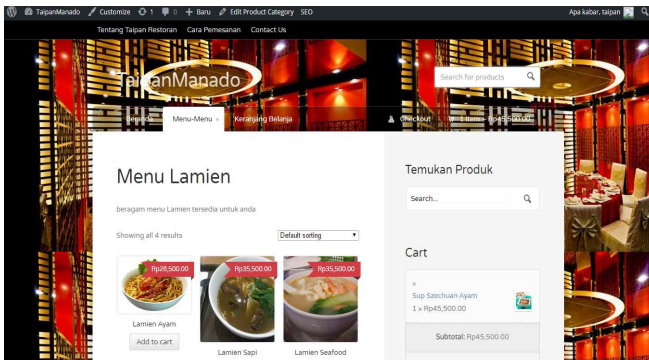 TaipanManado Customize 1 0 + Baru Edit Product Category SEO Apa kabar, taipan
Tentang Taipan Restoran Cara Pemesanan Contact Us
TaipanManado
Search for products
Beranda Menu-Menu Keranjang Belanja Checkout 1 item - Rp45,500.00
Menu Lamien
beragam menu Lamien tersedia untuk anda
Showing all 4 results
Default sorting
Rp28,500.00
Rp35,500.00
Rp35,500.00
Lamien Ayam
Add to cart
Lamien Sapi
Lamien Seafood
Temukan Produk
Search...
Cart
×
Sup Szechuan Ayam
1 × Rp45,500.00
Subtotal: Rp45,500.00